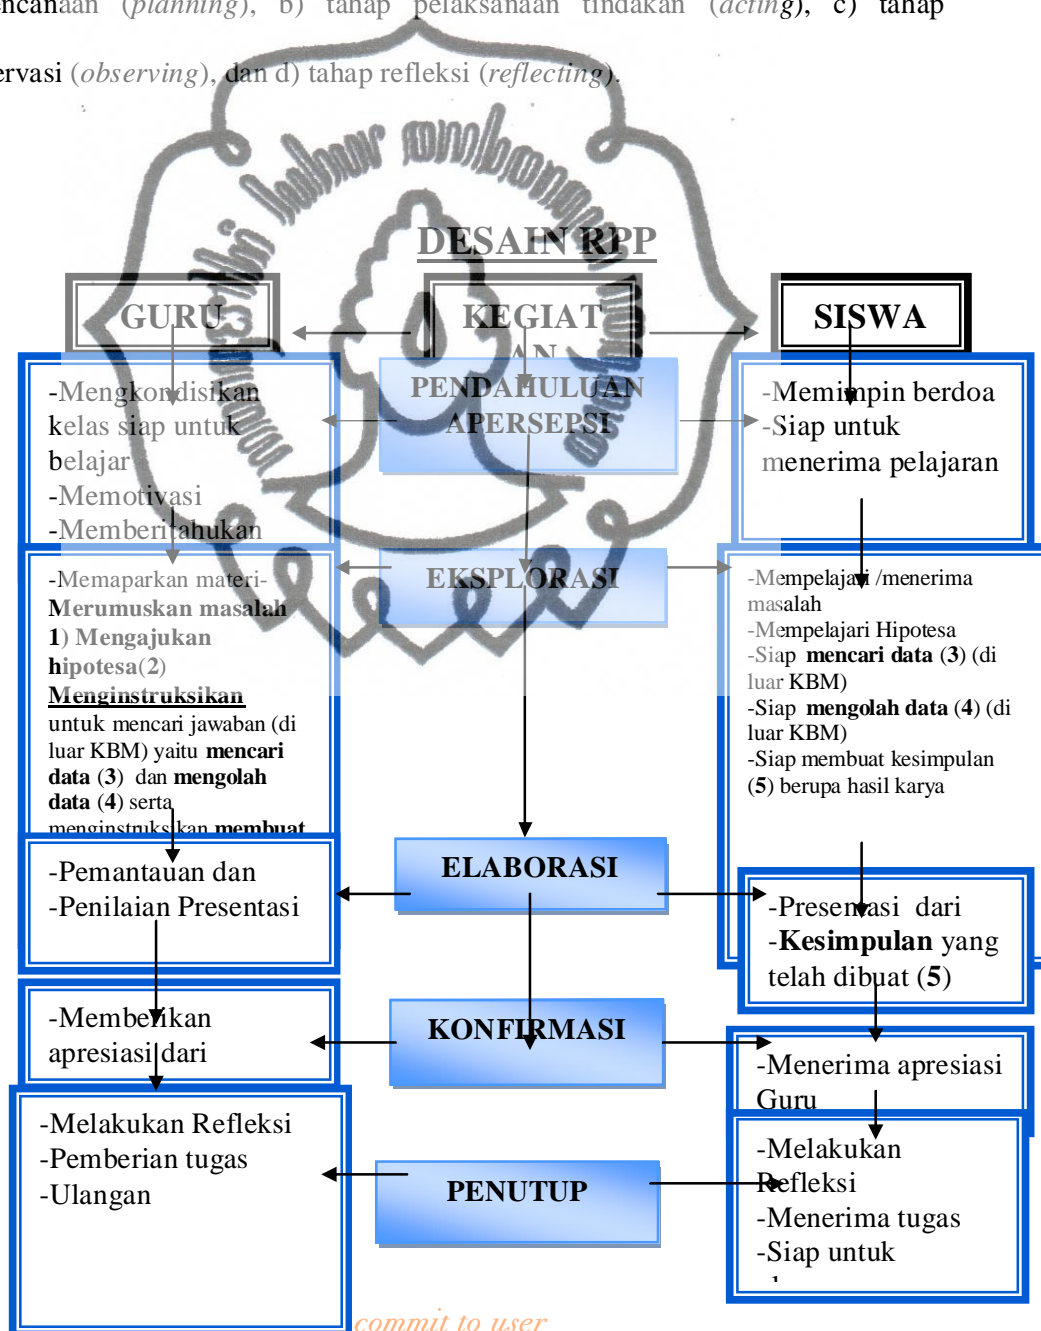 (planning), b) tahap pelaksanaan tindakan (acting), c) tahap
(observing), dan d) tahap refleksi (reflecting).
DESAIN RPP
GURU
KEGIAT
AN
SISWA
-Mengkondisikan
kelas siap untuk
belajar
-Memotivasi
-Memberitahukan
PENDAHULUAN
APERSEPSI
-Memimpin berdoa
-Siap untuk
menerima pelajaran
-Memaparkan materi-
Merumuskan masalah
1) Mengajukan
hipotesa(2)
Menginstruksikan
untuk mencari jawaban (di
luar KBM) yaitu mencari
data (3) dan mengolah
data (4) serta
menginstruksikan membuat
EKSPLORASI
-Mempelajari /menerima
masalah
-Mempelajari Hipotesa
-Siap mencari data (3) (di
luar KBM)
-Siap mengolah data (4) (di
luar KBM)
-Siap membuat kesimpulan
(5) berupa hasil karya
-Pemantauan dan
-Penilaian Presentasi
ELABORASI
-Presentasi dari
-Kesimpulan yang
telah dibuat (5)
-Memberikan
apresiasi dari
KONFIRMASI
-Menerima apresiasi
Guru
-Melakukan Refleksi
-Pemberian tugas
-Ulangan
PENUTUP
-Melakukan
Refleksi
-Menerima tugas
-Siap untuk
commit to user